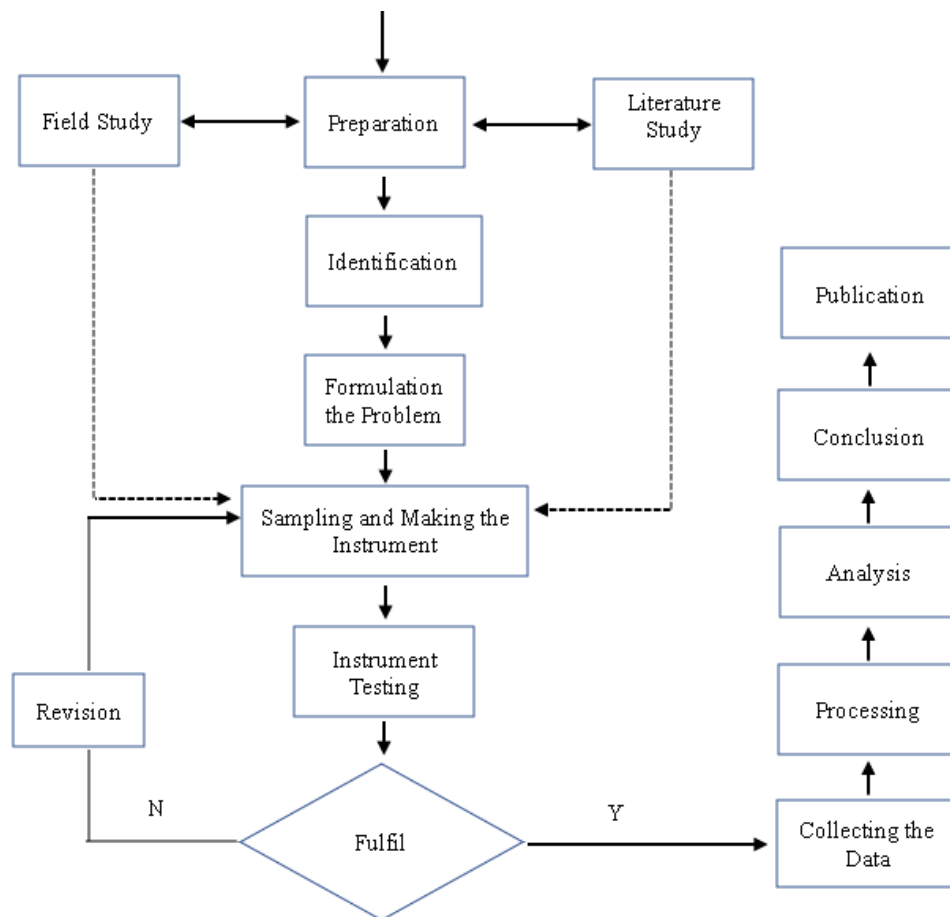 Field Study
Preparation
Literature
Study
Identification
Publication
Formulation
the Problem
Conclusion
Sampling and Making the
Instrument
Analysis
Instrument
Testing
Revision
Processing
N
Y
Fulfil
Collecting the
Data